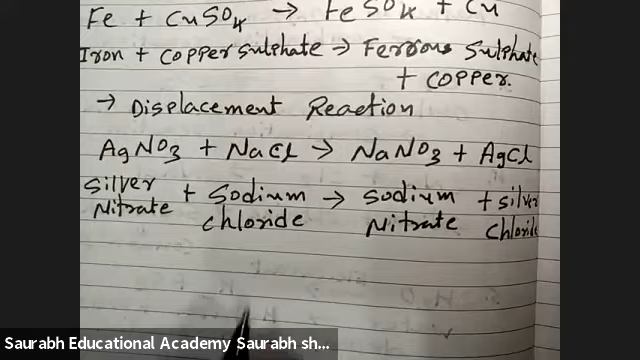 Fe + CuSO4 → FeSO4 + Cu
Iron + Copper Sulphate → Ferrous Sulphate
+ Copper.
→ Displacement Reaction
AgNO3 + NaCl → NaNO3 + AgCl
Silver Nitrate + Sodium chloride → Sodium Nitrate + Silver Chloride
Saurabh Educational Academy Saurabh sh...